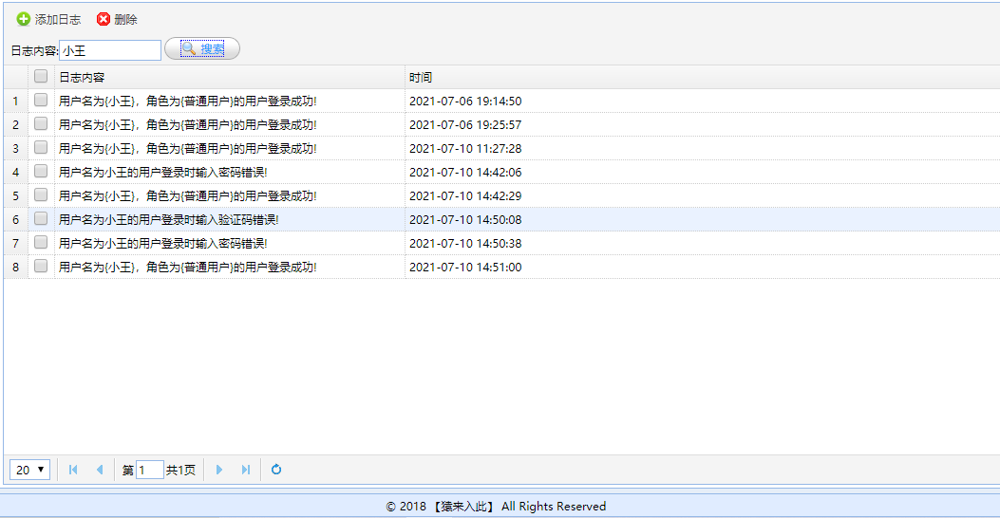 添加日志 删除
日志内容: 小王 搜索
日志内容 时间
1 用户名为{小王}，角色为{普通用户}的用户登录成功! 2021-07-06 19:14:50
2 用户名为{小王}，角色为{普通用户}的用户登录成功! 2021-07-06 19:25:57
3 用户名为{小王}，角色为{普通用户}的用户登录成功! 2021-07-10 11:27:28
4 用户名为小王的用户登录时输入密码错误! 2021-07-10 14:42:06
5 用户名为{小王}，角色为{普通用户}的用户登录成功! 2021-07-10 14:42:29
6 用户名为小王的用户登录时输入验证码错误! 2021-07-10 14:50:08
7 用户名为小王的用户登录时输入密码错误! 2021-07-10 14:50:38
8 用户名为{小王}，角色为{普通用户}的用户登录成功! 2021-07-10 14:51:00
20 第 1 共1页
© 2018 【猿来入此】 All Rights Reserved